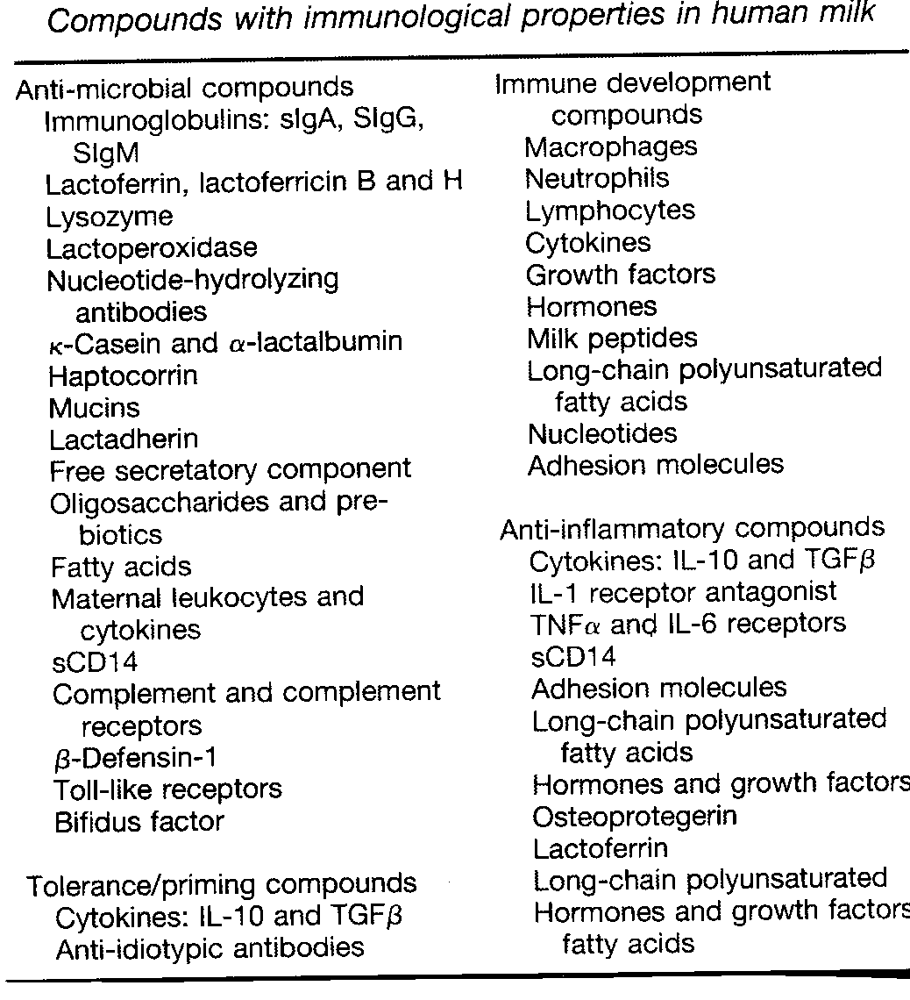 Compounds with immunological properties in human milk
Anti-microbial compounds
Immunoglobulins: sIgA, SIgG,
SIgM
Lactoferrin, lactoferricin B and H
Lysozyme
Lactoperoxidase
Nucleotide-hydrolyzing
antibodies
κ-Casein and α-lactalbumin
Haptocorrin
Mucins
Lactadherin
Free secretatory component
Oligosaccharides and pre-
biotics
Fatty acids
Maternal leukocytes and
cytokines
sCD14
Complement and complement
receptors
β-Defensin-1
Toll-like receptors
Bifidus factor
Tolerance/priming compounds
Cytokines: IL-10 and TGFβ
Anti-idiotypic antibodies
Immune development
compounds
Macrophages
Neutrophils
Lymphocytes
Cytokines
Growth factors
Hormones
Milk peptides
Long-chain polyunsaturated
fatty acids
Nucleotides
Adhesion molecules
Anti-inflammatory compounds
Cytokines: IL-10 and TGFβ
IL-1 receptor antagonist
TNFα and IL-6 receptors
sCD14
Adhesion molecules
Long-chain polyunsaturated
fatty acids
Hormones and growth factors
Osteoprotegerin
Lactoferrin
Long-chain polyunsaturated
Hormones and growth factors
fatty acids